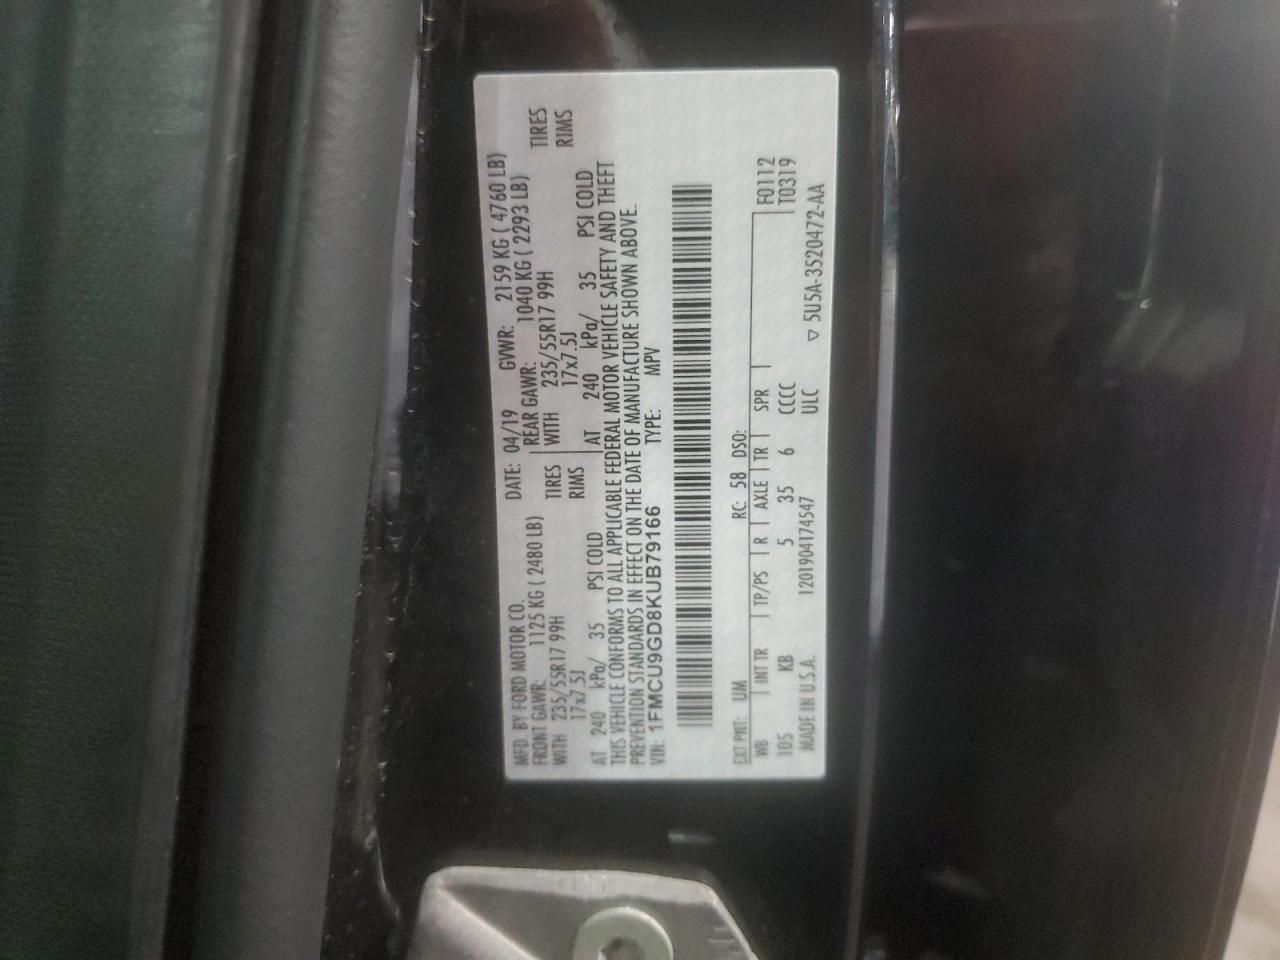 MFD. BY FORD MOTOR CO. DATE: 04/19 GVWR: 2159 KG ( 4760 LB)
FRONT GAWR: 1125 KG ( 2480 LB) REAR GAWR: 1040 KG ( 2293 LB)
WITH 235/55R17 99H TIRES WITH 235/55R17 99H TIRES
17x7.5J RIMS 17x7.5J RIMS
AT 240 kPa/ 35 PSI COLD AT 240 kPa/ 35 PSI COLD
THIS VEHICLE CONFORMS TO ALL APPLICABLE FEDERAL MOTOR VEHICLE SAFETY AND THEFT
PREVENTION STANDARDS IN EFFECT ON THE DATE OF MANUFACTURE SHOWN ABOVE.
VIN: 1FMCU9GD8KUB79166 TYPE: MPV
EXT PNT: UM RC: 58 DSO:
WB INT TR TP/PS R AXLE TR SPR F0112
105 KB 5 35 6 CCCC T0319
MADE IN U.S.A. 1201904174547 ULC ▽ 5U5A-3520472-AA